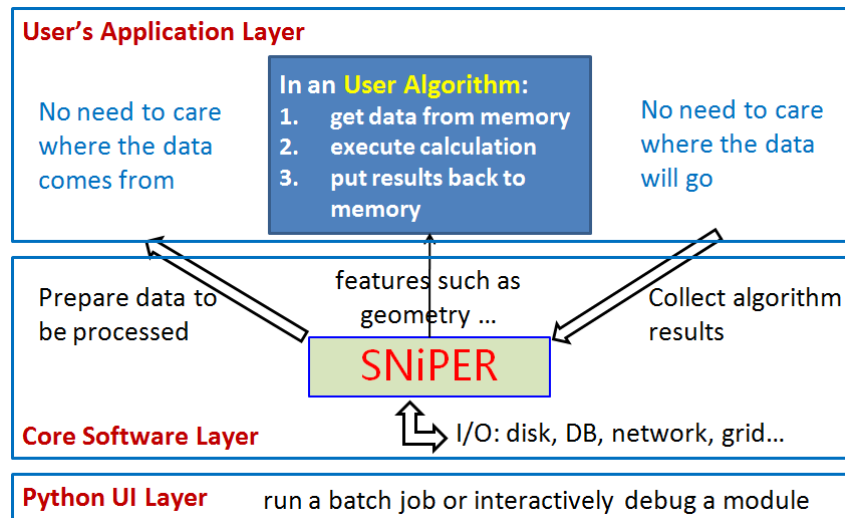 User's Application Layer
In an User Algorithm:
1. get data from memory
2. execute calculation
3. put results back to
memory
No need to care
where the data
comes from
No need to care
where the data
will go
Prepare data to
be processed
features such as
geometry ...
Collect algorithm
results
SNiPER
Core Software Layer
I/O: disk, DB, network, grid...
Python UI Layer
run a batch job or interactively debug a module